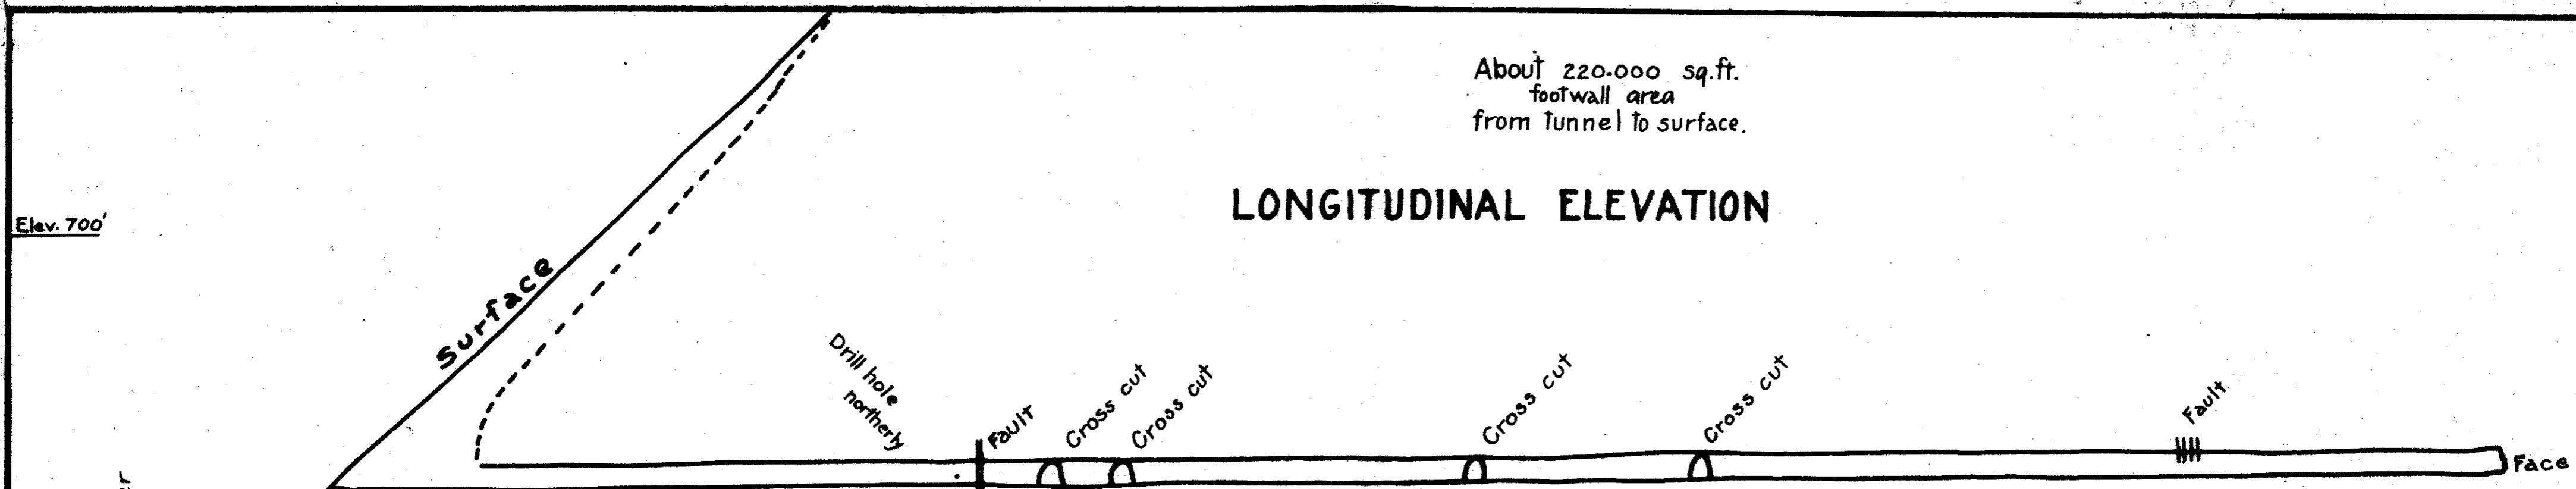 About 220.000 sq.ft.
footwall area
from tunnel to surface.
LONGITUDINAL ELEVATION
Elev. 700'
Surface
Drill hole
northerly
Fault
Cross cut
Cross cut
Cross cut
Cross cut
Fault
Face